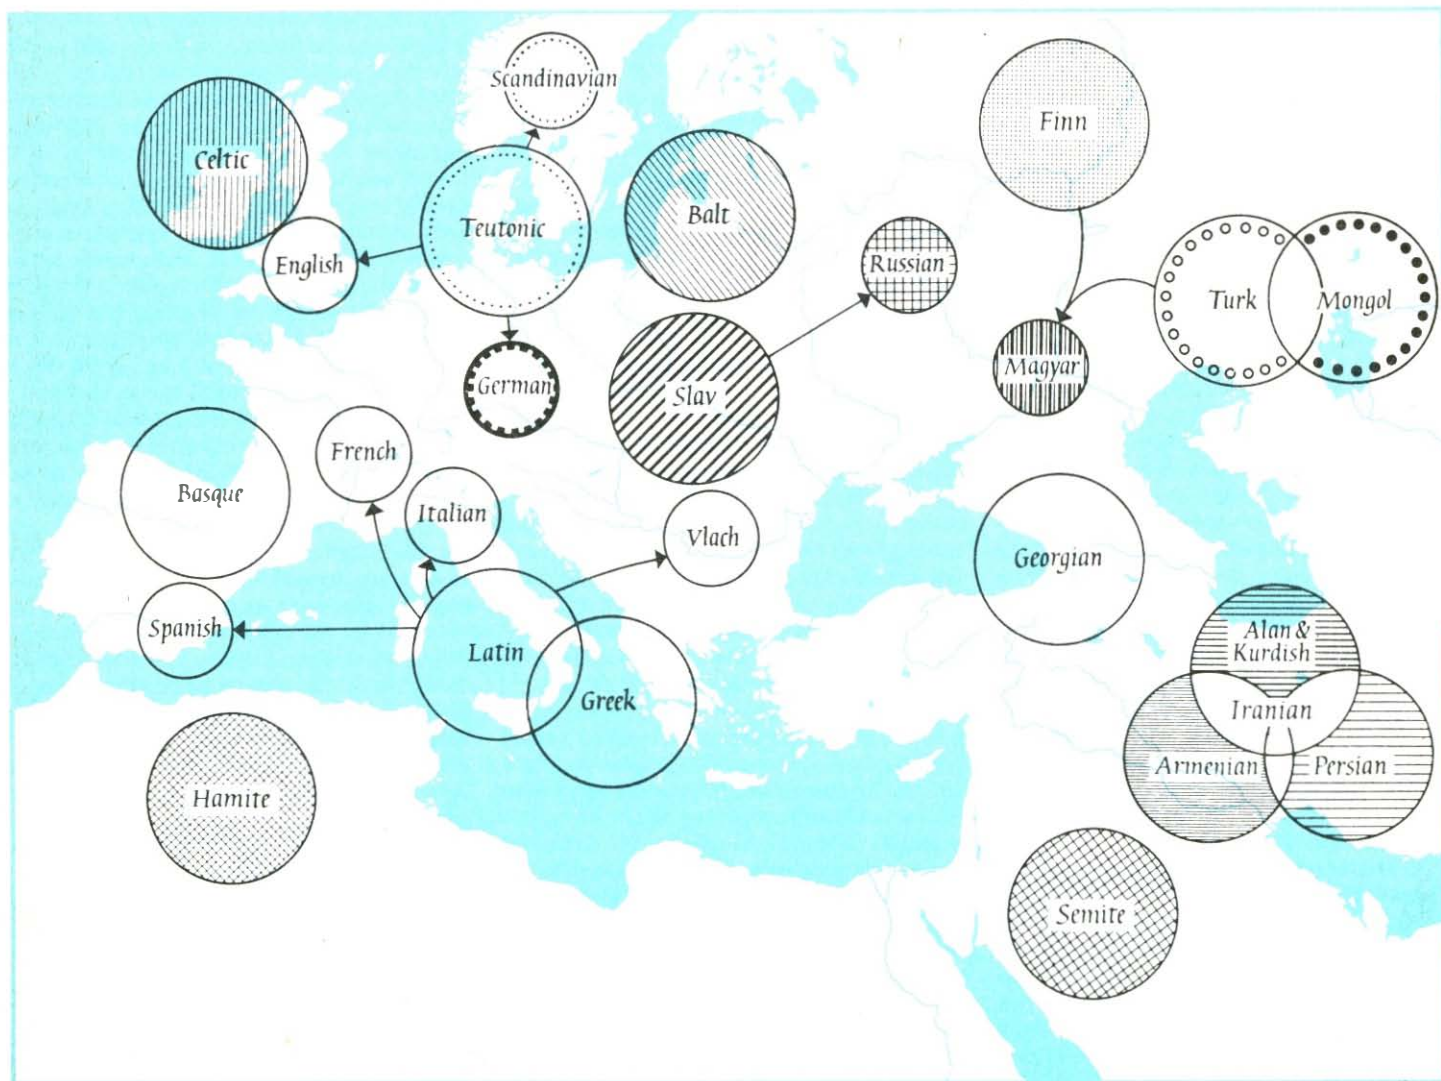 Scandinavian
Finn
Celtic
Balt
Teutonic
English
Russian
Turk
Mongol
Magyar
German
Slav
French
Basque
Italian
Vlach
Georgian
Spanish
Latin
Alan &
Kurdish
Greek
Iranian
Armenian
Persian
Hamite
Semite